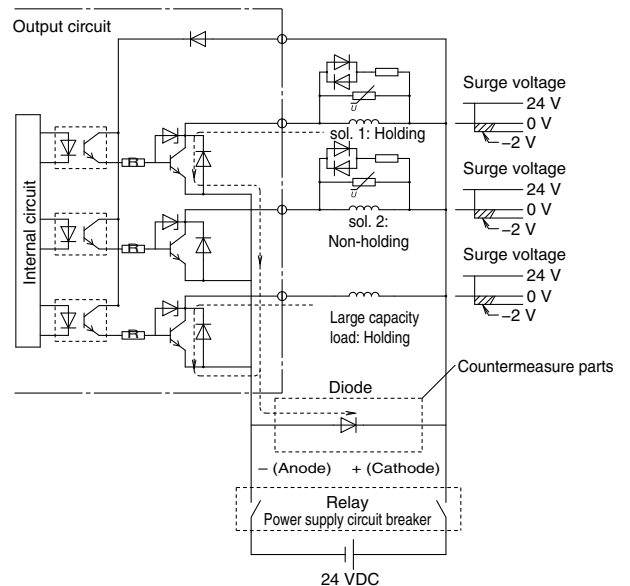 Output circuit
Internal circuit
R
R
R
U
sol. 1: Holding
U
sol. 2:
Non-holding
Large capacity
load: Holding
Surge voltage
24 V
0 V
–2 V
Surge voltage
24 V
0 V
–2 V
Surge voltage
24 V
0 V
–2 V
Countermeasure parts
Diode
– (Anode) + (Cathode)
Relay
Power supply circuit breaker
24 VDC